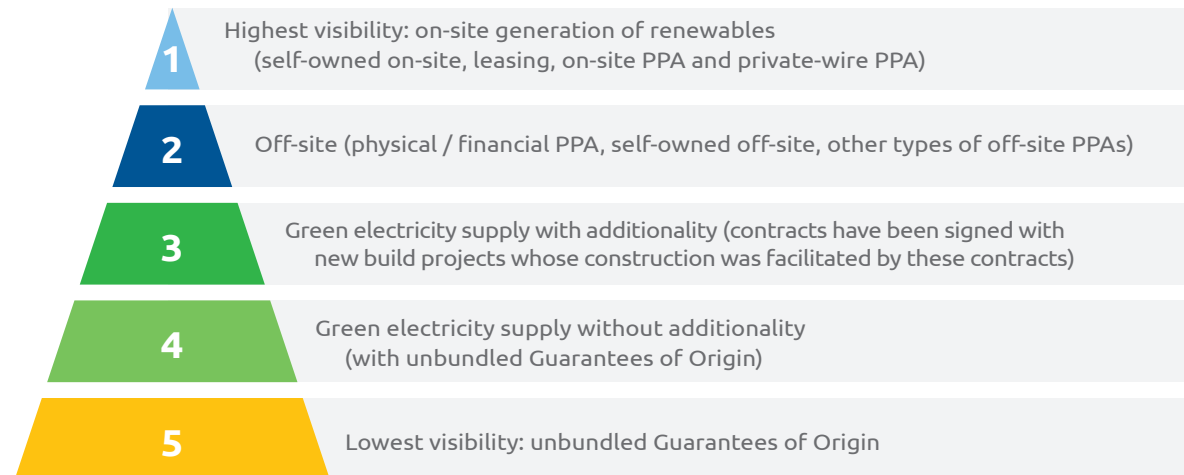 1
Highest visibility: on-site generation of renewables
(self-owned on-site, leasing, on-site PPA and private-wire PPA)
2
Off-site (physical / financial PPA, self-owned off-site, other types of off-site PPAs)
3
Green electricity supply with additionality (contracts have been signed with
new build projects whose construction was facilitated by these contracts)
4
Green electricity supply without additionality
(with unbundled Guarantees of Origin)
5
Lowest visibility: unbundled Guarantees of Origin